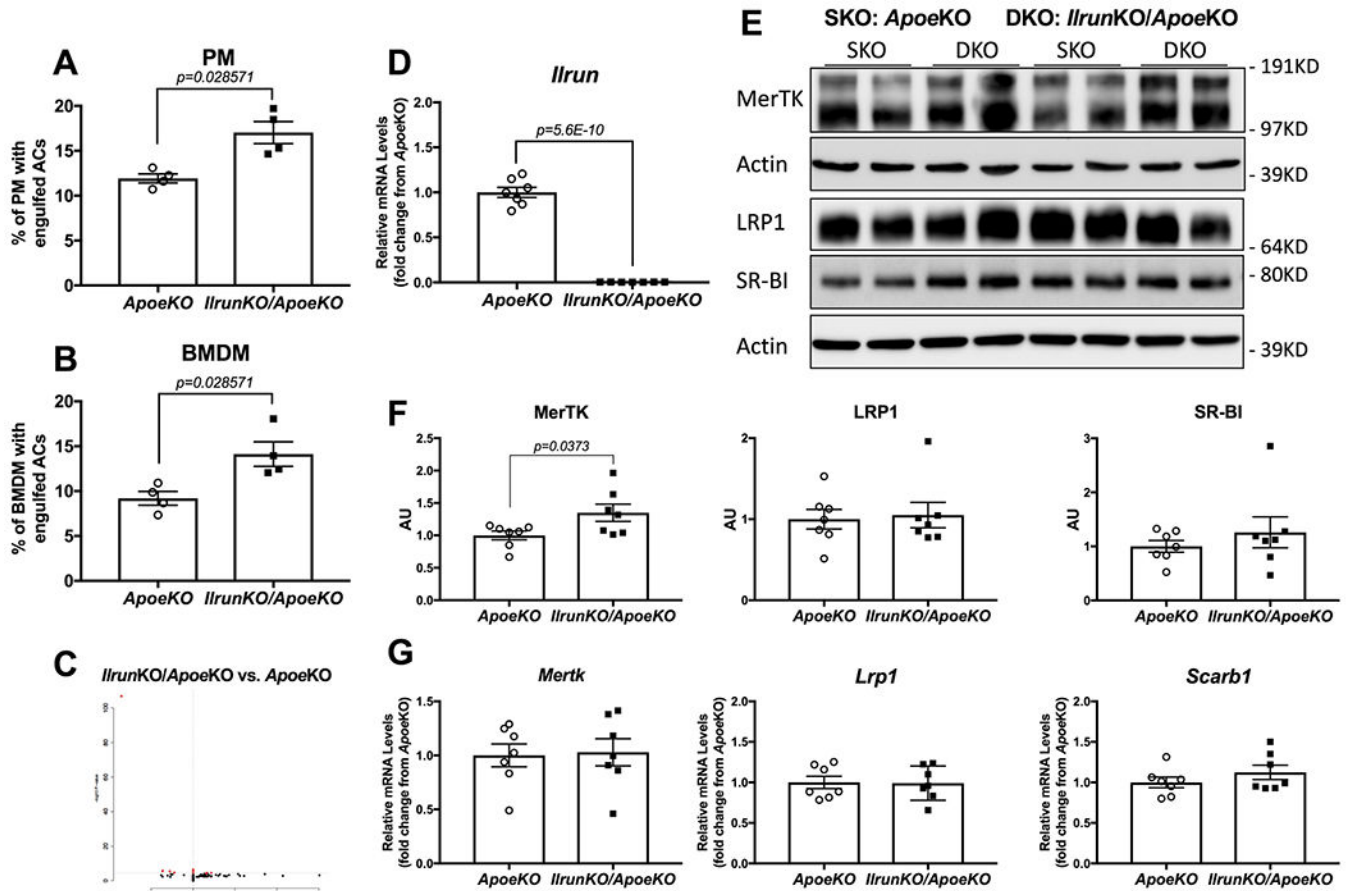 A
PM
p=0.028571
% of PM with
engulfed ACs
20
15
10
5
0
ApoeKO
IlrunKO/ApoeKO
B
BMDM
p=0.028571
% of BMDM with
engulfed ACs
20
15
10
5
0
ApoeKO
IlrunKO/ApoeKO
C
IlrunKO/ApoeKO vs. ApoeKO
100
80
60
40
20
0
D
Ilrun
p=5.6E-10
Relative mRNA Levels
(fold change from ApoeKO)
2.0
1.5
1.0
0.5
0.0
ApoeKO
IlrunKO/ApoeKO
E
SKO: ApoeKO DKO: IlrunKO/ApoeKO
SKO DKO SKO DKO
MerTK
- 191KD
- 97KD
Actin
- 39KD
LRP1
- 64KD
SR-BI
- 80KD
Actin
- 39KD
F
MerTK
p=0.0373
AU
2.5
2.0
1.5
1.0
0.5
0.0
ApoeKO
IlrunKO/ApoeKO
LRP1
AU
2
1
0
ApoeKO
IlrunKO/ApoeKO
SR-BI
AU
3
2
1
0
ApoeKO
IlrunKO/ApoeKO
G
Mertk
Relative mRNA Levels
(fold change from ApoeKO)
1.5
1.0
0.5
0.0
ApoeKO
IlrunKO/ApoeKO
Lrp1
Relative mRNA Levels
(fold change from ApoeKO)
2.0
1.5
1.0
0.5
0.0
ApoeKO
IlrunKO/ApoeKO
Scarb1
Relative mRNA Levels
(fold change from ApoeKO)
2.0
1.5
1.0
0.5
0.0
ApoeKO
IlrunKO/ApoeKO